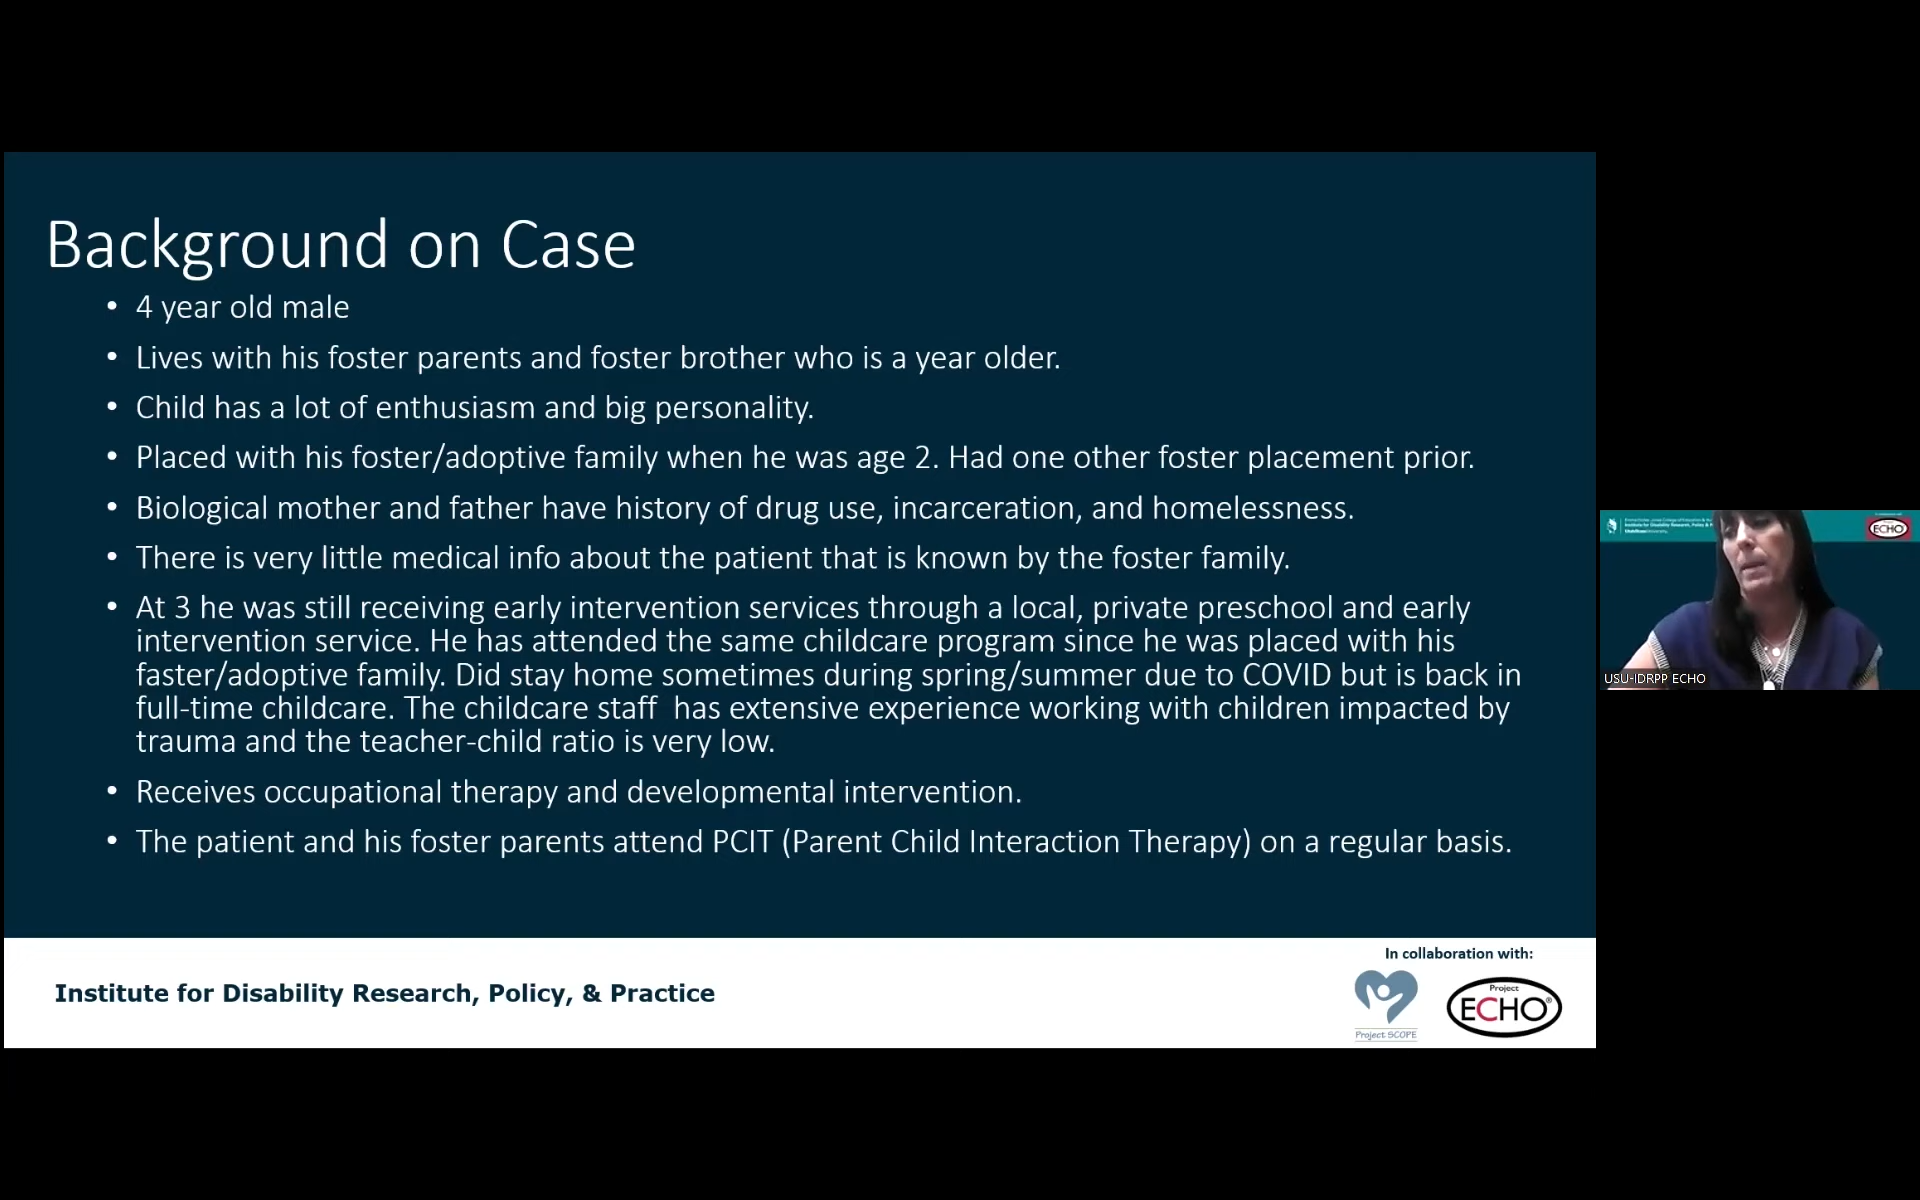 Background on Case
• 4 year old male
• Lives with his foster parents and foster brother who is a year older.
• Child has a lot of enthusiasm and big personality.
• Placed with his foster/adoptive family when he was age 2. Had one other foster placement prior.
• Biological mother and father have history of drug use, incarceration, and homelessness.
• There is very little medical info about the patient that is known by the foster family.
• At 3 he was still receiving early intervention services through a local, private preschool and early
intervention service. He has attended the same childcare program since he was placed with his
faster/adoptive family. Did stay home sometimes during spring/summer due to COVID but is back in
full-time childcare. The childcare staff  has extensive experience working with children impacted by
trauma and the teacher-child ratio is very low.
• Receives occupational therapy and developmental intervention.
• The patient and his foster parents attend PCIT (Parent Child Interaction Therapy) on a regular basis.
Institute for Disability Research, Policy, & Practice
In collaboration with:
Project SCOPE
Project
ECHO®
Institute for Disability Research, Policy &
ECHO
USU-IDRPP ECHO